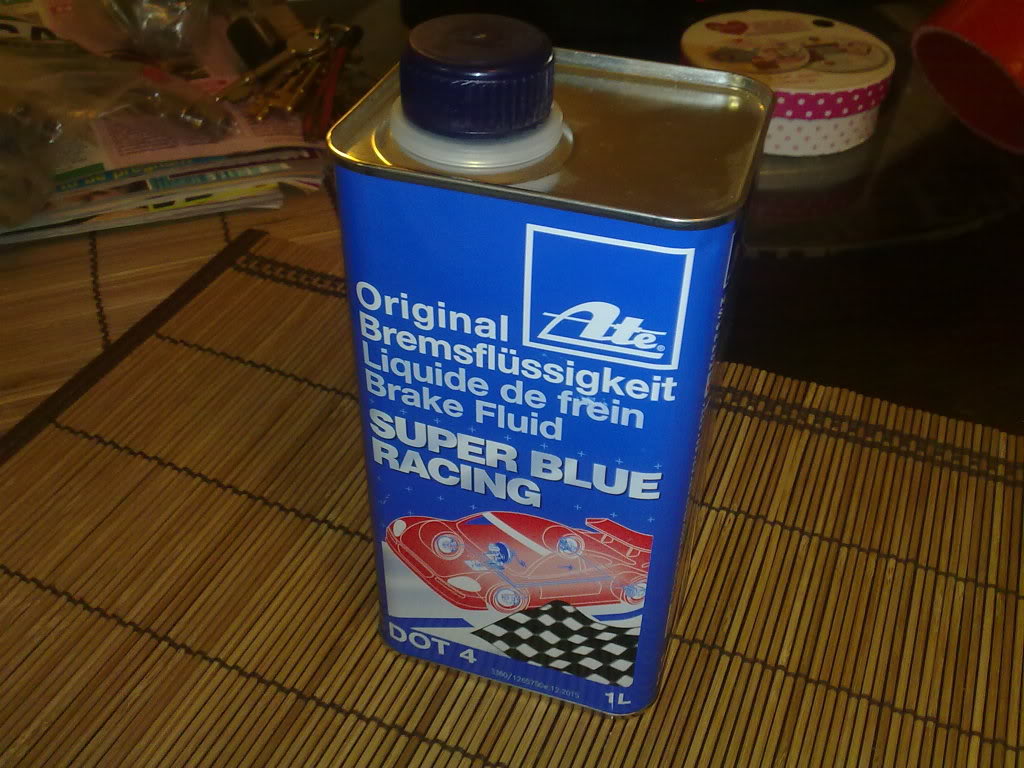 Ate
Original
Bremsflüssigkeit
Liquide de frein
Brake Fluid
SUPER BLUE
RACING
DOT 4
1L